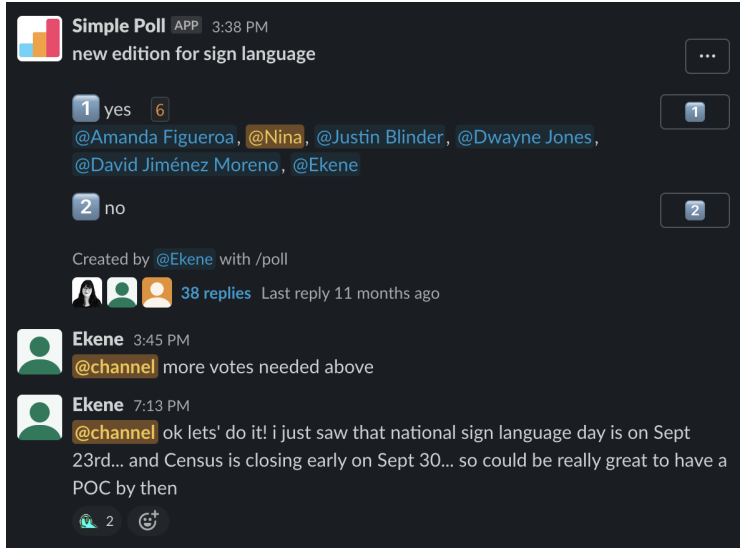 Simple Poll APP 3:38 PM
new edition for sign language
1 yes 6
1
@Amanda Figueroa, @Nina, @Justin Blinder, @Dwayne Jones,
@David Jiménez Moreno, @Ekene
2 no
2
Created by @Ekene with /poll
38 replies Last reply 11 months ago
Ekene 3:45 PM
@channel more votes needed above
Ekene 7:13 PM
@channel ok lets' do it! i just saw that national sign language day is on Sept
23rd... and Census is closing early on Sept 30... so could be really great to have a
POC by then
2